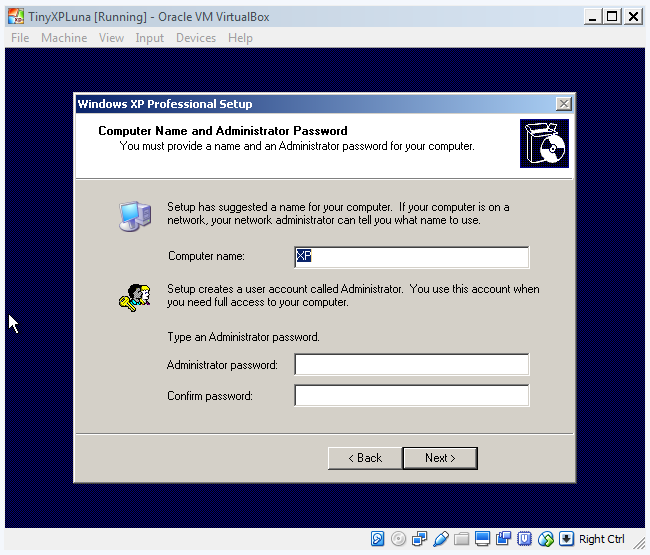 TinyXPLuna [Running] - Oracle VM VirtualBox
File Machine View Input Devices Help
Windows XP Professional Setup
Computer Name and Administrator Password
You must provide a name and an Administrator password for your computer.
Setup has suggested a name for your computer. If your computer is on a
network, your network administrator can tell you what name to use.
Computer name: XP
Setup creates a user account called Administrator. You use this account when
you need full access to your computer.
Type an Administrator password.
Administrator password:
Confirm password:
< Back Next >
Right Ctrl